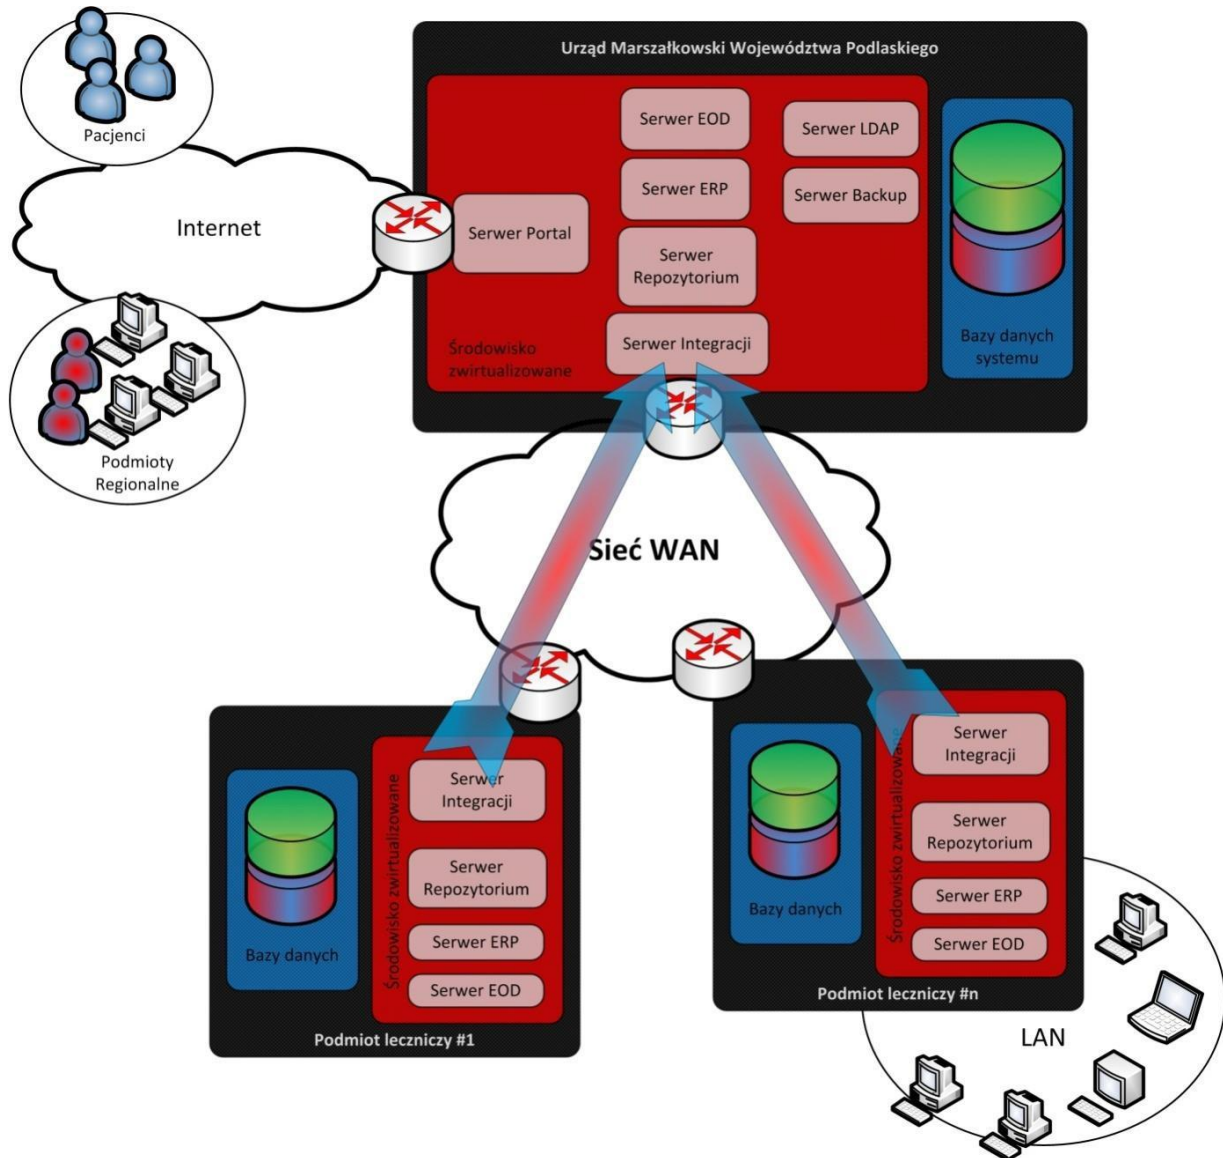 Urząd Marszałkowski Województwa Podlaskiego
Pacjenci
Internet
Podmioty
Regionalne
Serwer Portal
Serwer EOD
Serwer ERP
Serwer
Repozytorium
Serwer Integracji
Serwer LDAP
Serwer Backup
Środowisko
zwirtualizowane
Bazy danych
systemu
Sieć WAN
Bazy danych
Środowisko zwirtualizowane
Serwer
Integracji
Serwer
Repozytorium
Serwer ERP
Serwer EOD
Podmiot leczniczy #1
Bazy danych
Środowisko zwirtualizowane
Serwer
Integracji
Serwer
Repozytorium
Serwer ERP
Serwer EOD
Podmiot leczniczy #n
LAN